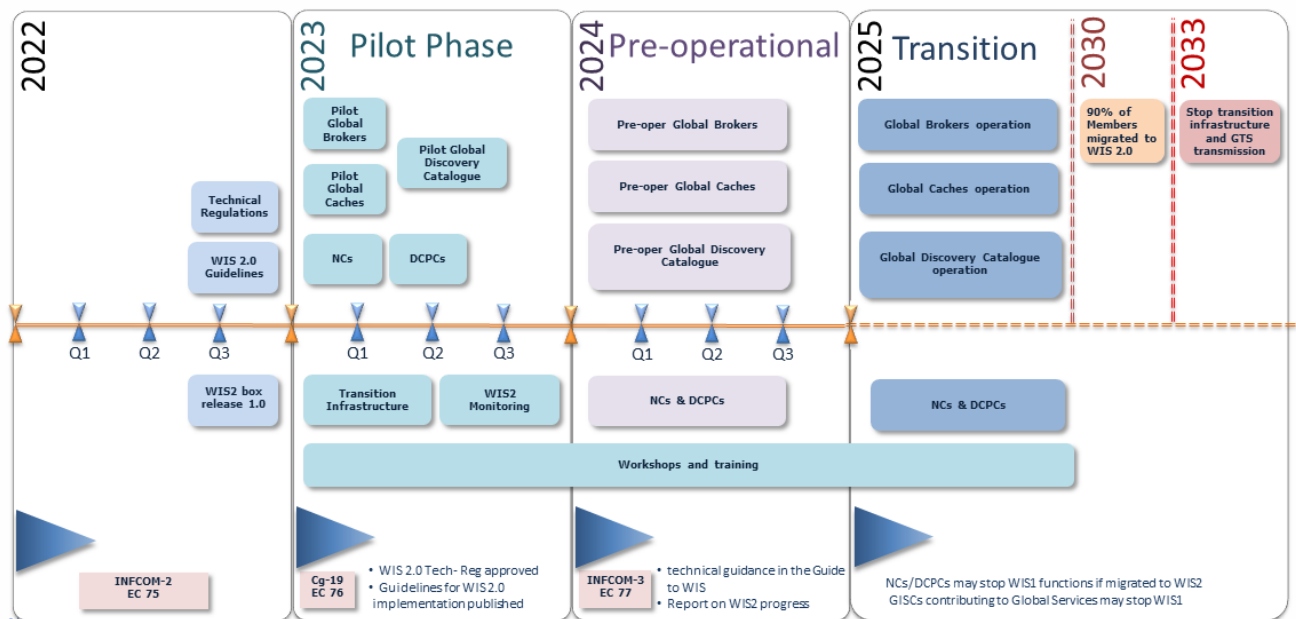 2022
Technical
Regulations
WIS 2.0
Guidelines
2023
Pilot Phase
Pilot
Global
Brokers
Pilot Global
Discovery
Catalogue
Pilot
Global
Caches
NCs
DCPCs
2024
Pre-operational
Pre-oper Global Brokers
Pre-oper Global Caches
Pre-oper Global Discovery
Catalogue
2025
Transition
Global Brokers operation
Global Caches operation
Global Discovery Catalogue
operation
2030
90% of
Members
migrated to
WIS 2.0
2033
Stop transition
infrastructure
and GTS
transmission
Q1
Q2
Q3
Q1
Q2
Q3
Q1
Q2
Q3
WIS2 box
release 1.0
Transition
Infrastructure
WIS2
Monitoring
NCs & DCPCs
NCs & DCPCs
Workshops and training
INFCOM-2
EC 75
Cg-19
EC 76
• WIS 2.0 Tech- Reg approved
• Guidelines for WIS 2.0
implementation published
INFCOM-3
EC 77
• technical guidance in the Guide
to WIS
• Report on WIS2 progress
NCs/DCPCs may stop WIS1 functions if migrated to WIS2
GISCs contributing to Global Services may stop WIS1